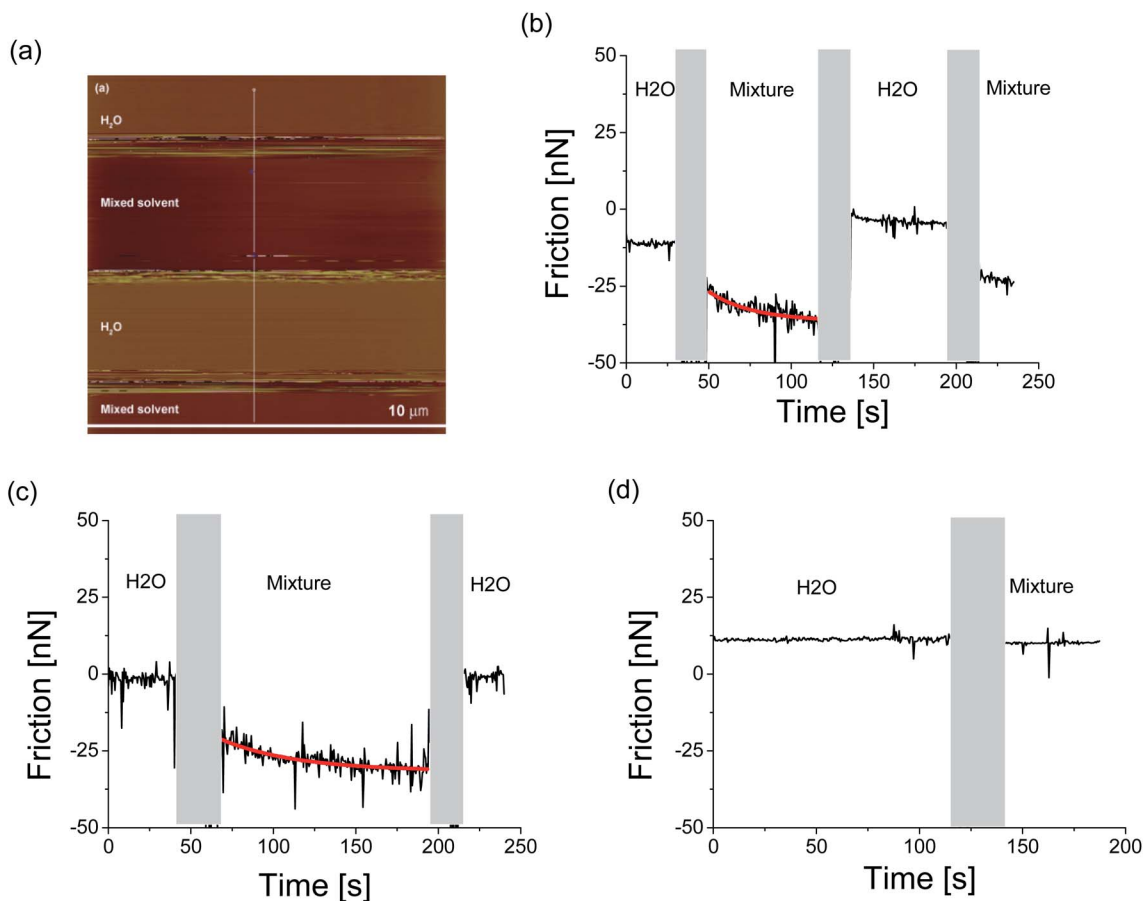 (a)
(a)
H₂O
Mixed solvent
H₂O
Mixed solvent
10 μm
(b)
50
25
0
-25
-50
Friction [nN]
H2O
Mixture
H2O
Mixture
0
50
100
150
200
250
Time [s]
(c)
50
25
0
-25
-50
Friction [nN]
H2O
Mixture
H2O
0
50
100
150
200
250
Time [s]
(d)
50
25
0
-25
-50
Friction [nN]
H2O
Mixture
0
50
100
150
200
Time [s]